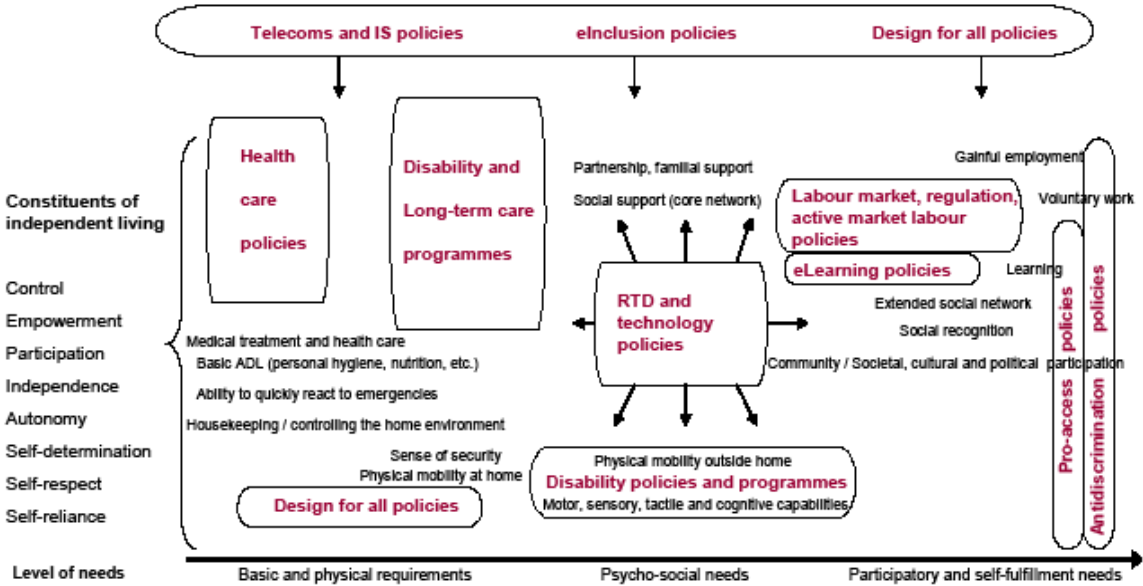 Telecoms and IS policies
eInclusion policies
Design for all policies
Health
care
policies
Disability and
Long-term care
programmes
Partnership, familial support
Social support (core network)
Gainful employment
Labour market, regulation,
active market labour
policies
Voluntary work
eLearning policies
Learning
Constituents of
independent living
Control
Empowerment
Participation
Independence
Autonomy
Self-determination
Self-respect
Self-reliance
RTD and
technology
policies
Extended social network
Social recognition
Community / Societal, cultural and political participation
Medical treatment and health care
Basic ADL (personal hygiene, nutrition, etc.)
Ability to quickly react to emergencies
Housekeeping / controlling the home environment
Sense of security
Physical mobility at home
Design for all policies
Physical mobility outside home
Disability policies and programmes
Motor, sensory, tactile and cognitive capabilities
Pro-access policies
Antidiscrimination policies
Level of needs
Basic and physical requirements
Psycho-social needs
Participatory and self-fulfillment needs